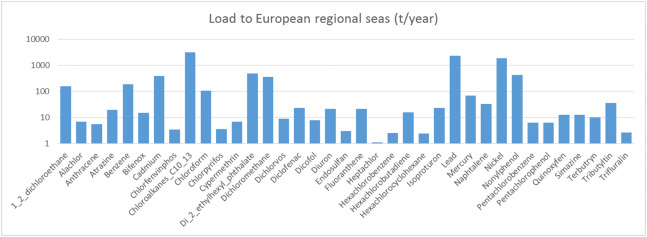 Load to European regional seas (t/year)
10000
1000
100
10
1
1_2_dichloroethane
Alachlor
Anthracene
Atrazine
Benzene
Bifenox
Cadmium
Chlorfenvinphos
Chloroalkanes_C10_13
Chloroform
Chlorpyrifos
Cypermethrin
Di_2_ethylhexyl_phthalate
Dichloromethane
Dichlorvos
Diclofenac
Dicofol
Diuron
Endosulfan
Fluoranthene
Heptachlor
Hexachlorobenzene
Hexachlorobutadiene
Hexachlorocyclohexane
Isoproturon
Lead
Mercury
Naphtalene
Nickel
Nonylphenol
Pentachlorobenzene
Pentachlorophenol
Quinoxyfen
Simazine
Terbutryn
Tributyltin
Trifluralin